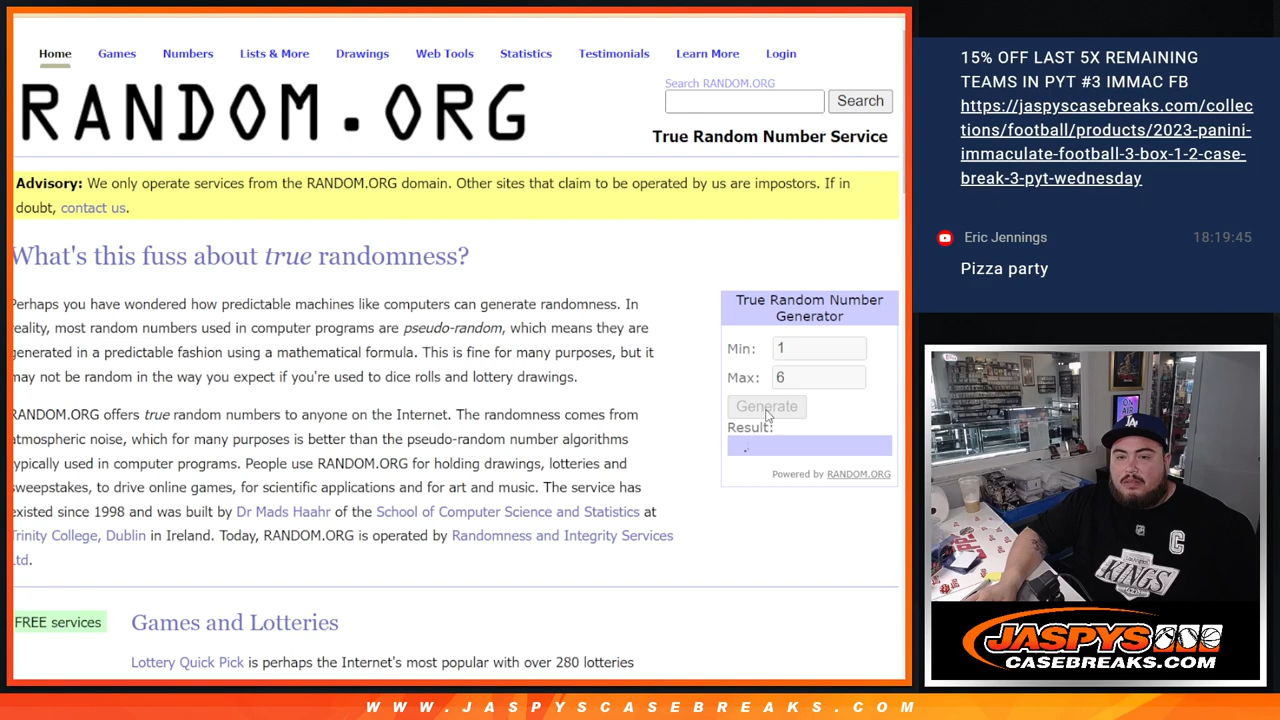 Home Games Numbers Lists & More Drawings Web Tools Statistics Testimonials Learn More Login
RANDOM.ORG
Search RANDOM.ORG
Search
True Random Number Service
Advisory: We only operate services from the RANDOM.ORG domain. Other sites that claim to be operated by us are impostors. If in
doubt, contact us.
What's this fuss about true randomness?
Perhaps you have wondered how predictable machines like computers can generate randomness. In
reality, most random numbers used in computer programs are pseudo-random, which means they are
generated in a predictable fashion using a mathematical formula. This is fine for many purposes, but it
may not be random in the way you expect if you're used to dice rolls and lottery drawings.
RANDOM.ORG offers true random numbers to anyone on the Internet. The randomness comes from
atmospheric noise, which for many purposes is better than the pseudo-random number algorithms
typically used in computer programs. People use RANDOM.ORG for holding drawings, lotteries and
sweepstakes, to drive online games, for scientific applications and for art and music. The service has
existed since 1998 and was built by Dr Mads Haahr of the School of Computer Science and Statistics at
Trinity College, Dublin in Ireland. Today, RANDOM.ORG is operated by Randomness and Integrity Services
Ltd.
True Random Number
Generator
Min: 1
Max: 6
Generate
Result:
Powered by RANDOM.ORG
FREE services
Games and Lotteries
Lottery Quick Pick is perhaps the Internet's most popular with over 280 lotteries
15% OFF LAST 5X REMAINING
TEAMS IN PYT #3 IMMAC FB
https://jaspyscasebreaks.com/collec
tions/football/products/2023-panini-
immaculate-football-3-box-1-2-case-
break-3-pyt-wednesday
Eric Jennings 18:19:45
Pizza party
ON AIR
LA
C
KINGS
JASPYS
CASEBREAKS.COM
WWW.JASPYSCASEBREAKS.COM